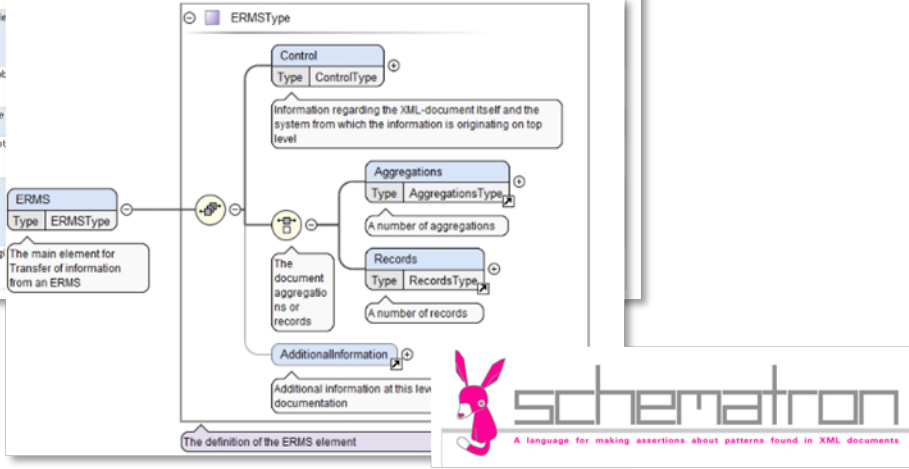 ERMSType
Control
Type ControlType
Information regarding the XML-document itself and the
system from which the information is originating on top
level
Aggregations
Type AggregationsType
A number of aggregations
ERMS
Type ERMSType
The main element for
Transfer of information
from an ERMS
The
document
aggregatio
ns or
records
Records
Type RecordsType
A number of records
AdditionalInformation
Additional information at this leve
documentation
The definition of the ERMS element
schematron
A language for making assertions about patterns found in XML documents